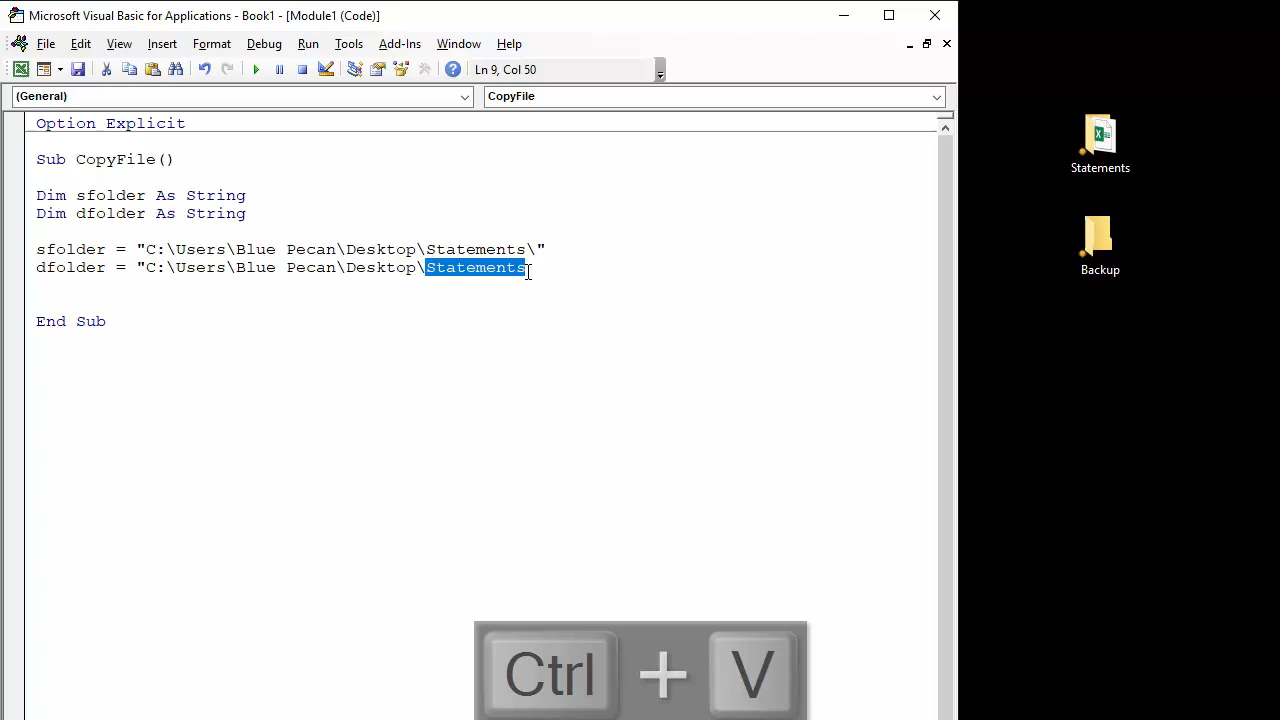 Microsoft Visual Basic for Applications - Book1 - [Module1 (Code)]
File Edit View Insert Format Debug Run Tools Add-Ins Window Help
Ln 9, Col 50
(General) CopyFile
Option Explicit
Sub CopyFile()
Dim sfolder As String
Dim dfolder As String
sfolder = "C:\Users\Blue Pecan\Desktop\Statements\"
dfolder = "C:\Users\Blue Pecan\Desktop\Statements
End Sub
Statements
Backup
Ctrl + V